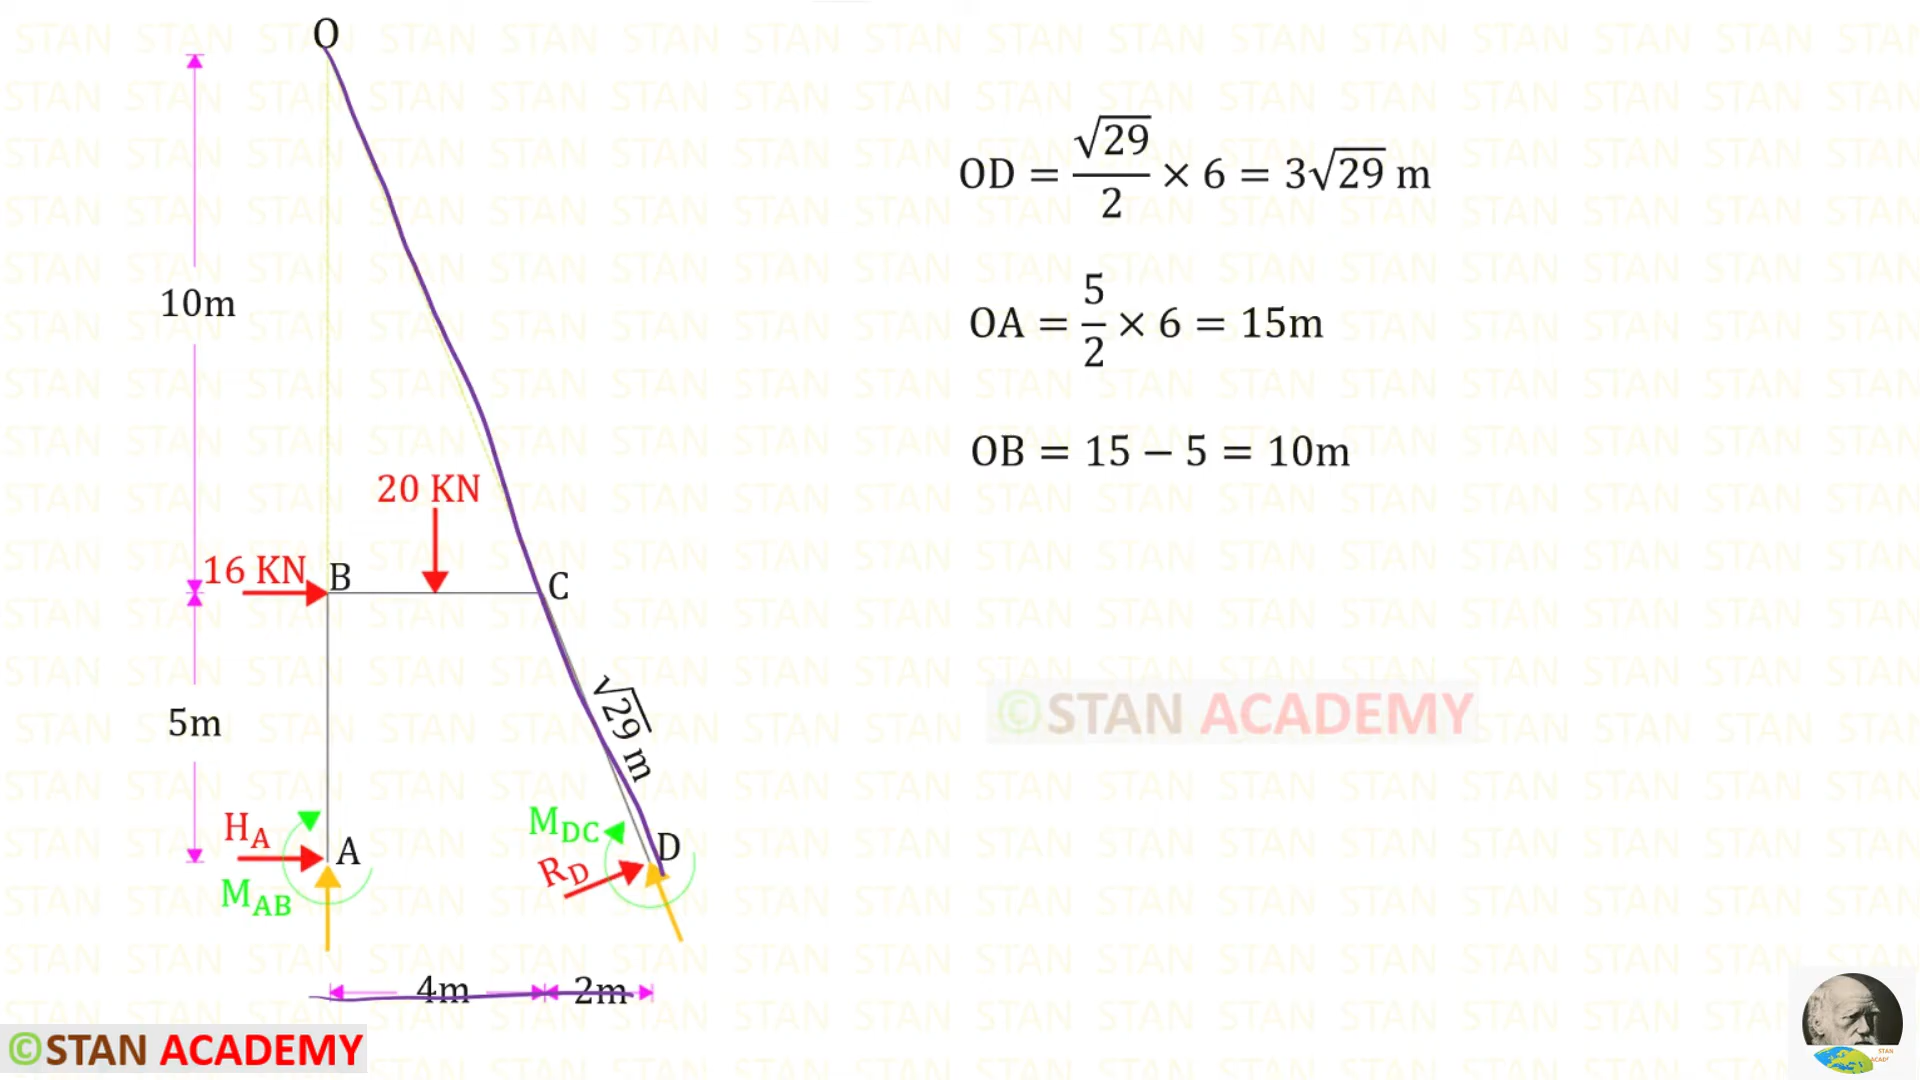 O
10m
20 KN
16 KN
B
C
5m
√29 m
H_A
A
M_AB
M_DC
D
R_D
4m
2m
OD = √29/2 × 6 = 3√29 m
OA = 5/2 × 6 = 15m
OB = 15 − 5 = 10m
©STAN ACADEMY
©STAN ACADEMY